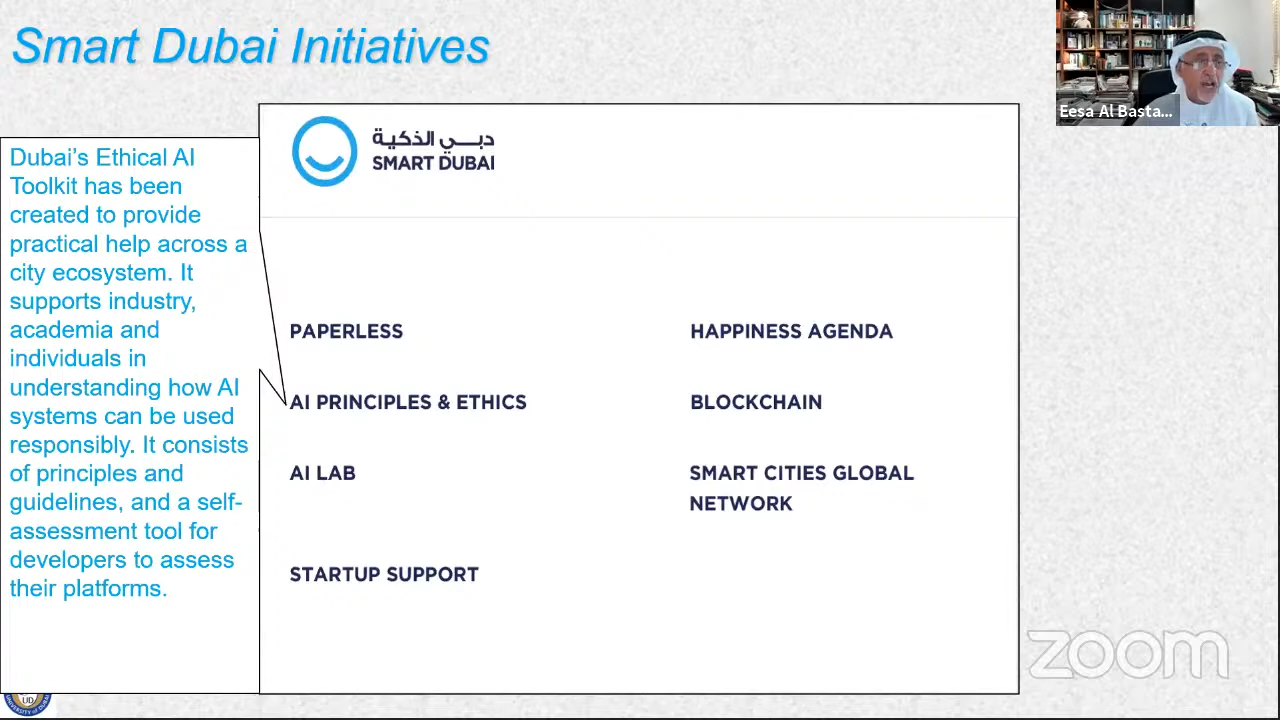 Smart Dubai Initiatives
Eesa Al Basta...
دبي الذكية
SMART DUBAI
Dubai’s Ethical AI
Toolkit has been
created to provide
practical help across a
city ecosystem. It
supports industry,
academia and
individuals in
understanding how AI
systems can be used
responsibly. It consists
of principles and
guidelines, and a self-
assessment tool for
developers to assess
their platforms.
PAPERLESS
HAPPINESS AGENDA
AI PRINCIPLES & ETHICS
BLOCKCHAIN
AI LAB
SMART CITIES GLOBAL
NETWORK
STARTUP SUPPORT
zoom
UD